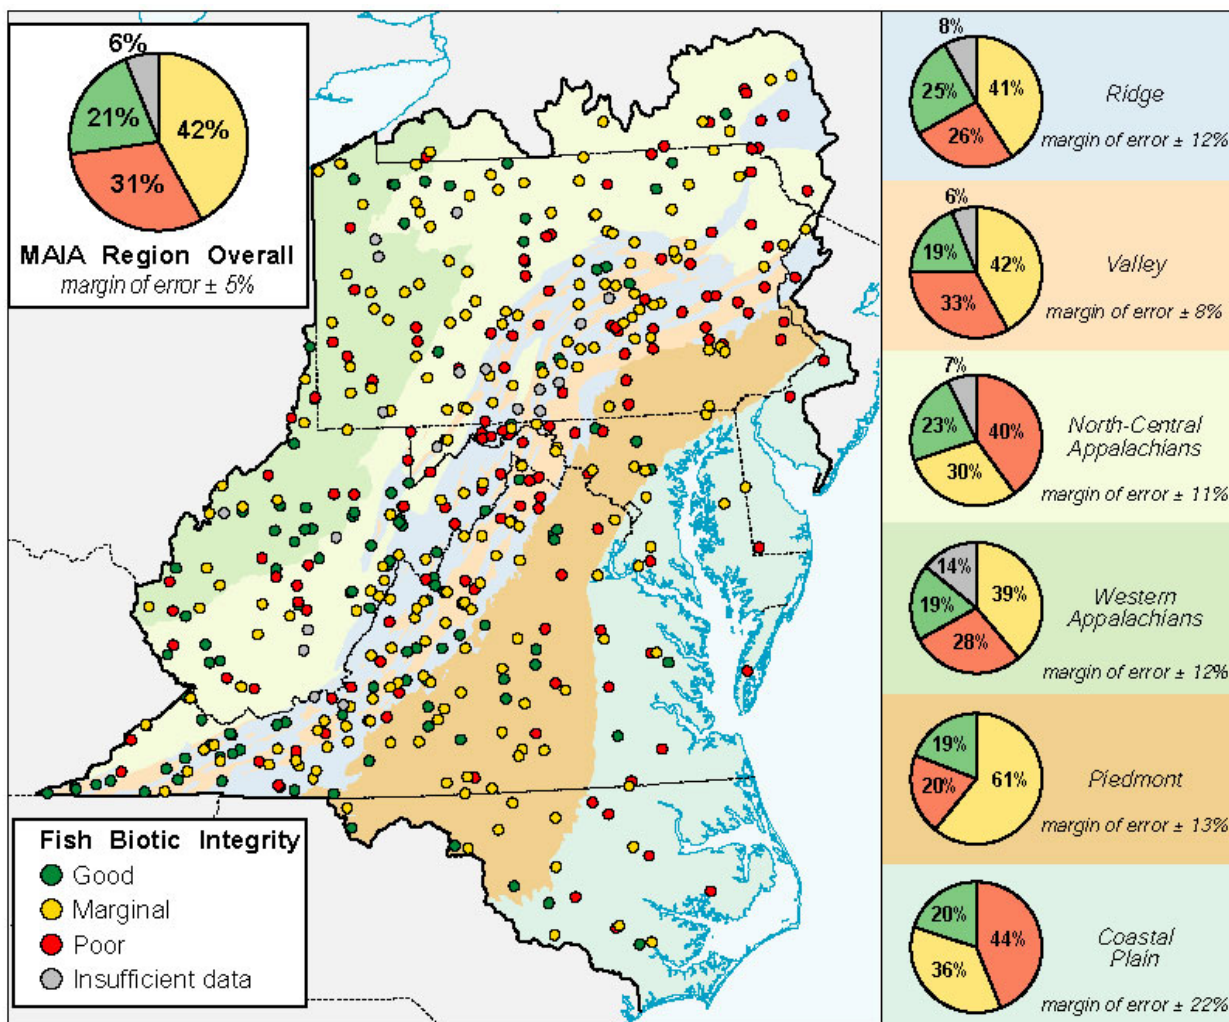 6%
21%
42%
31%
MAIA Region Overall
margin of error ± 5%
Fish Biotic Integrity
Good
Marginal
Poor
Insufficient data
8%
25%
41%
26%
Ridge
margin of error ± 12%
6%
19%
42%
33%
Valley
margin of error ± 8%
7%
23%
40%
30%
North-Central
Appalachians
margin of error ± 11%
14%
39%
19%
28%
Western
Appalachians
margin of error ± 12%
19%
61%
20%
Piedmont
margin of error ± 13%
20%
44%
36%
Coastal
Plain
margin of error ± 22%